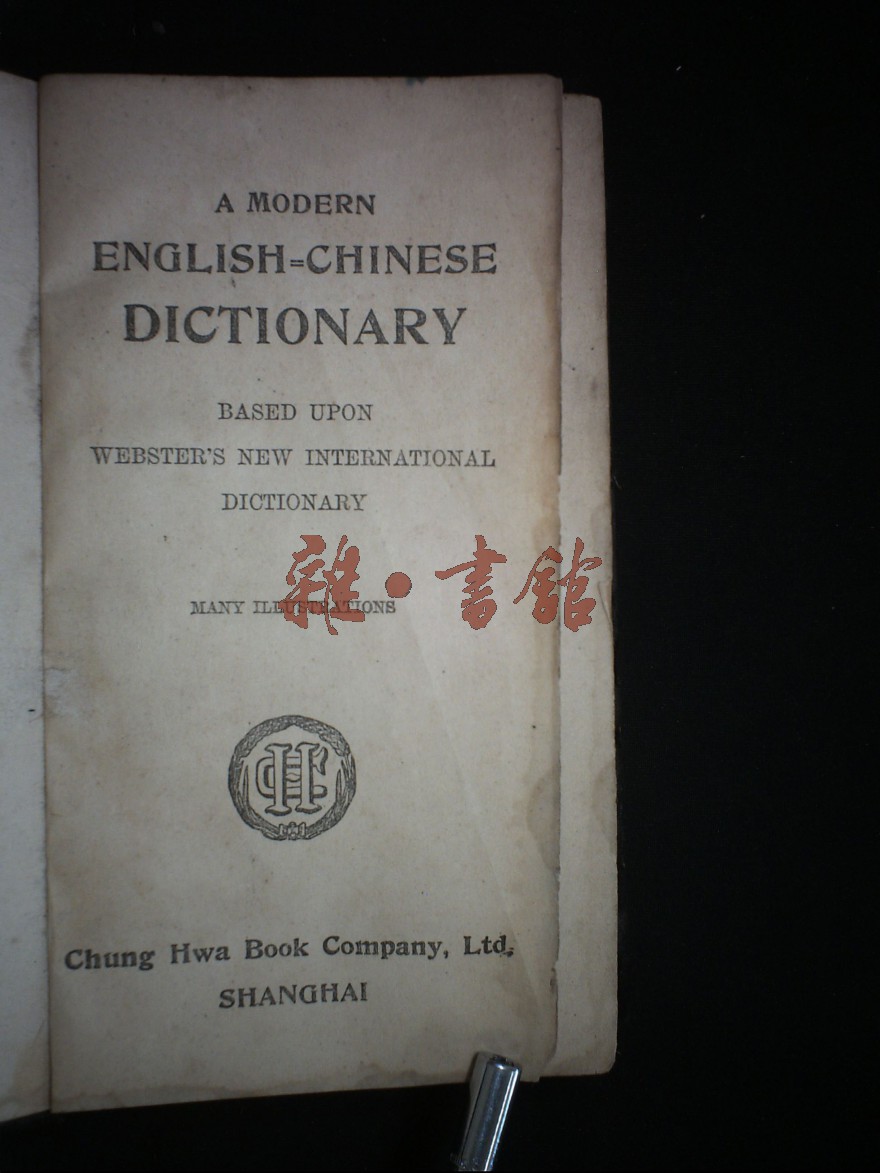 A MODERN
ENGLISH=CHINESE
DICTIONARY
BASED UPON
WEBSTER'S NEW INTERNATIONAL
DICTIONARY
MANY ILLUSTRATIONS
雜•書館
Chung Hwa Book Company, Ltd.
SHANGHAI